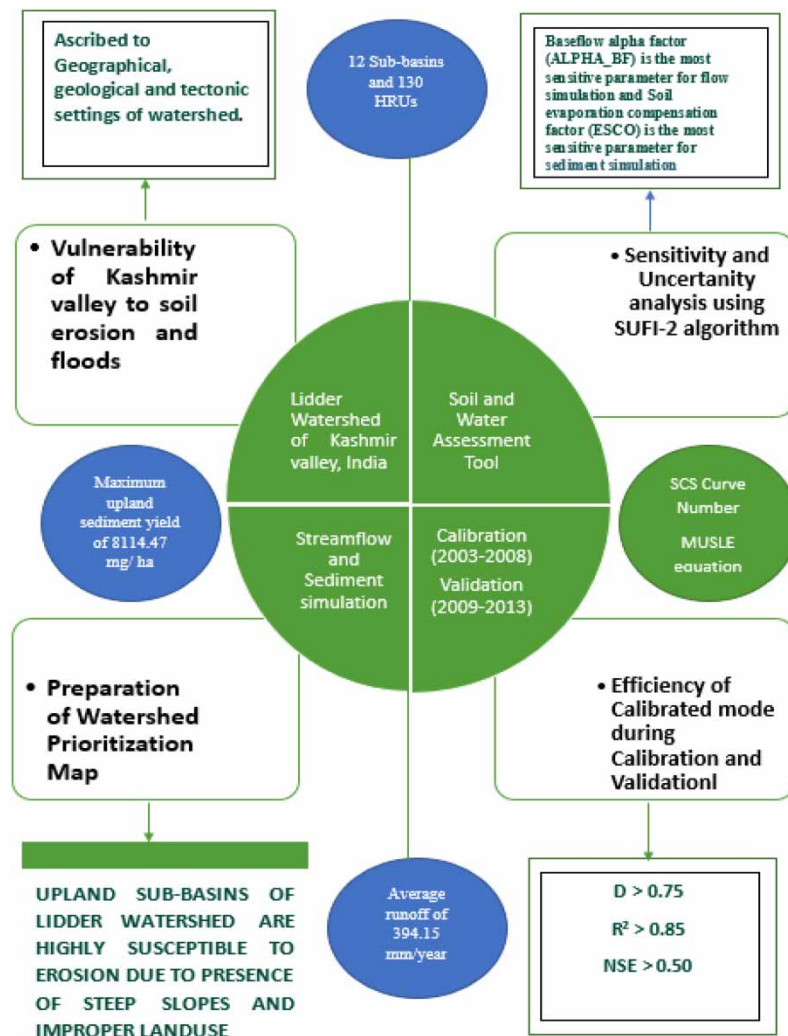 Ascribed to
Geographical,
geological and tectonic
settings of watershed.
12 Sub-basins
and 130
HRUs
Baseflow alpha factor
(ALPHA_BF) is the most
sensitive parameter for flow
simulation and Soil
evaporation compensation
factor (ESCO) is the most
sensitive parameter for
sediment simulation
• Vulnerability
of Kashmir
valley to soil
erosion and
floods
• Sensitivity and
Uncertanity
analysis using
SUFI-2 algorithm
Lidder
Watershed
of Kashmir
valley, India
Soil and
Water
Assessment
Tool
Maximum
upland
sediment yield
of 8114.47
mg/ ha
SCS Curve
Number
MUSLE
equation
Streamflow
and
Sediment
simulation
Calibration
(2003-2008)
Validation
(2009-2013)
• Preparation
of Watershed
Prioritization
Map
• Efficiency of
Calibrated mode
during
Calibration and
Validationl
UPLAND SUB-BASINS OF
LIDDER WATERSHED ARE
HIGHLY SUSCEPTIBLE TO
EROSION DUE TO PRESENCE
OF STEEP SLOPES AND
IMPROPER LANDUSE
Average
runoff of
394.15
mm/year
D > 0.75
R² > 0.85
NSE > 0.50